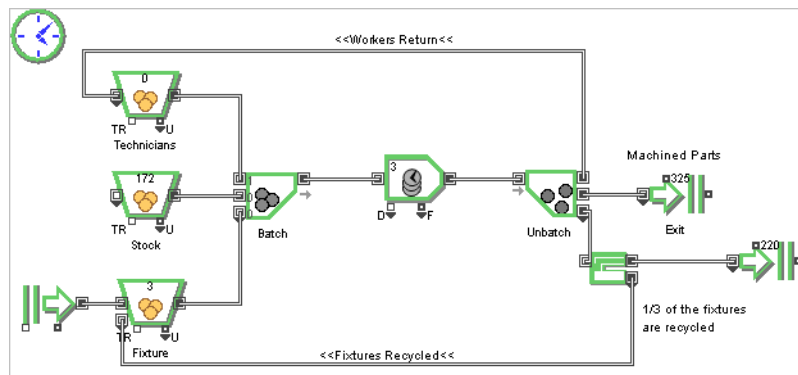 <<Workers Return<<
0
TR
U
Technicians
172
TR
U
Stock
3
TR
U
Fixture
Batch
3
D
F
Unbatch
Machined Parts
325
Exit
220
1/3 of the fixtures
are recycled
<<Fixtures Recycled<<